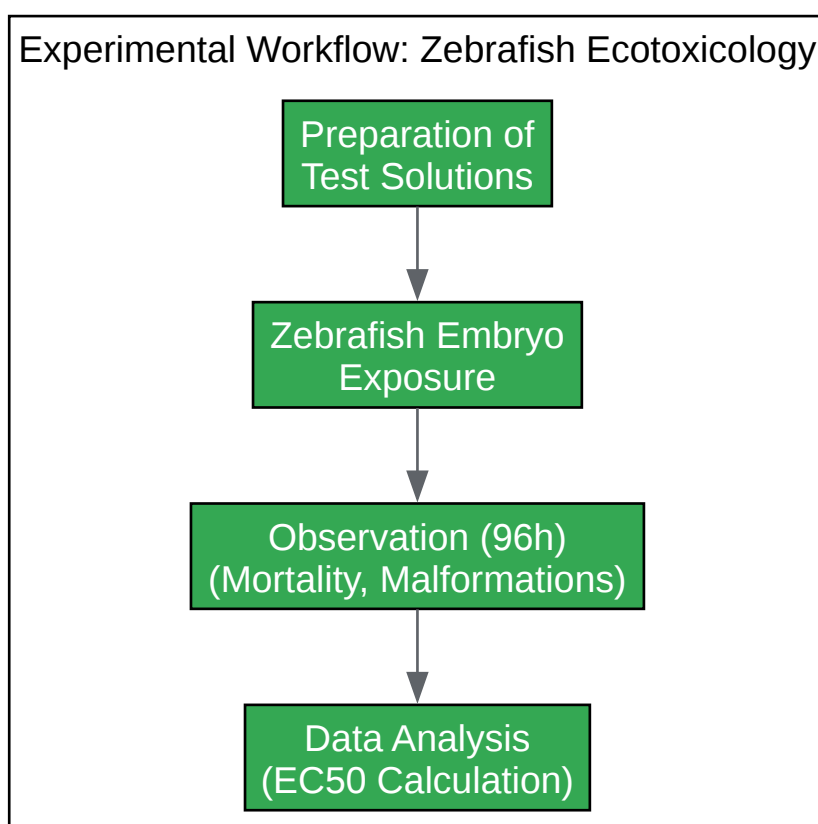 Experimental Workflow: Zebrafish Ecotoxicology
Preparation of
Test Solutions
Zebrafish Embryo
Exposure
Observation (96h)
(Mortality, Malformations)
Data Analysis
(EC50 Calculation)